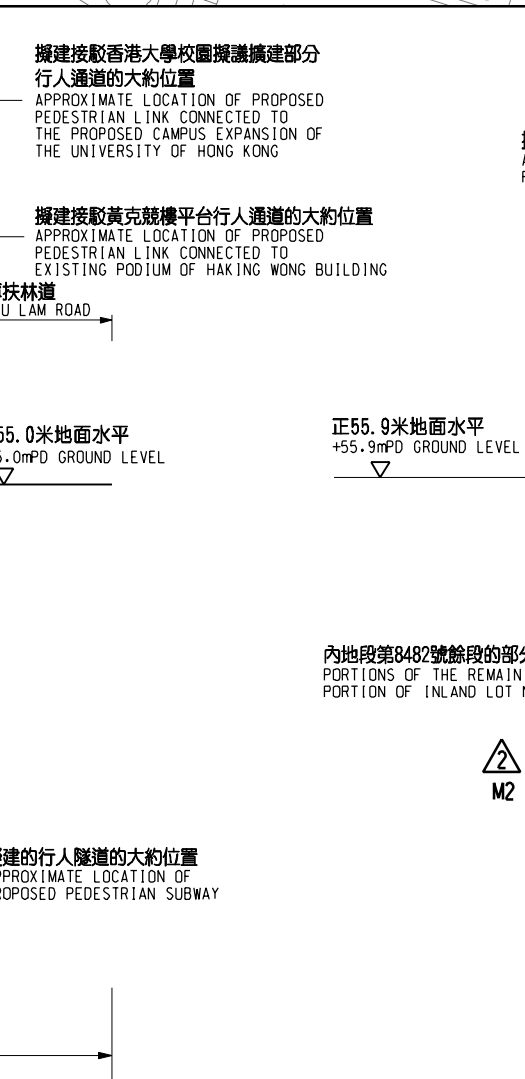 擬建接駁香港大學校園擬議擴建部分
行人通道的大約位置
APPROXIMATE LOCATION OF PROPOSED
PEDESTRIAN LINK CONNECTED TO
THE PROPOSED CAMPUS EXPANSION OF
THE UNIVERSITY OF HONG KONG
擬建接駁黃克競樓平台行人通道的大約位置
APPROXIMATE LOCATION OF PROPOSED
PEDESTRIAN LINK CONNECTED TO
EXISTING PODIUM OF HAKING WONG BUILDING
扶林道
U LAM ROAD
55.0米地面水平
.0mPD GROUND LEVEL
正55.9米地面水平
+55.9mPD GROUND LEVEL
內地段第8482號餘段的部
PORTIONS OF THE REMAIN
PORTION OF INLAND LOT
2
M2
建的行人隧道的大約位置
PROXIMATE LOCATION OF
OPOSED PEDESTRIAN SUBWAY